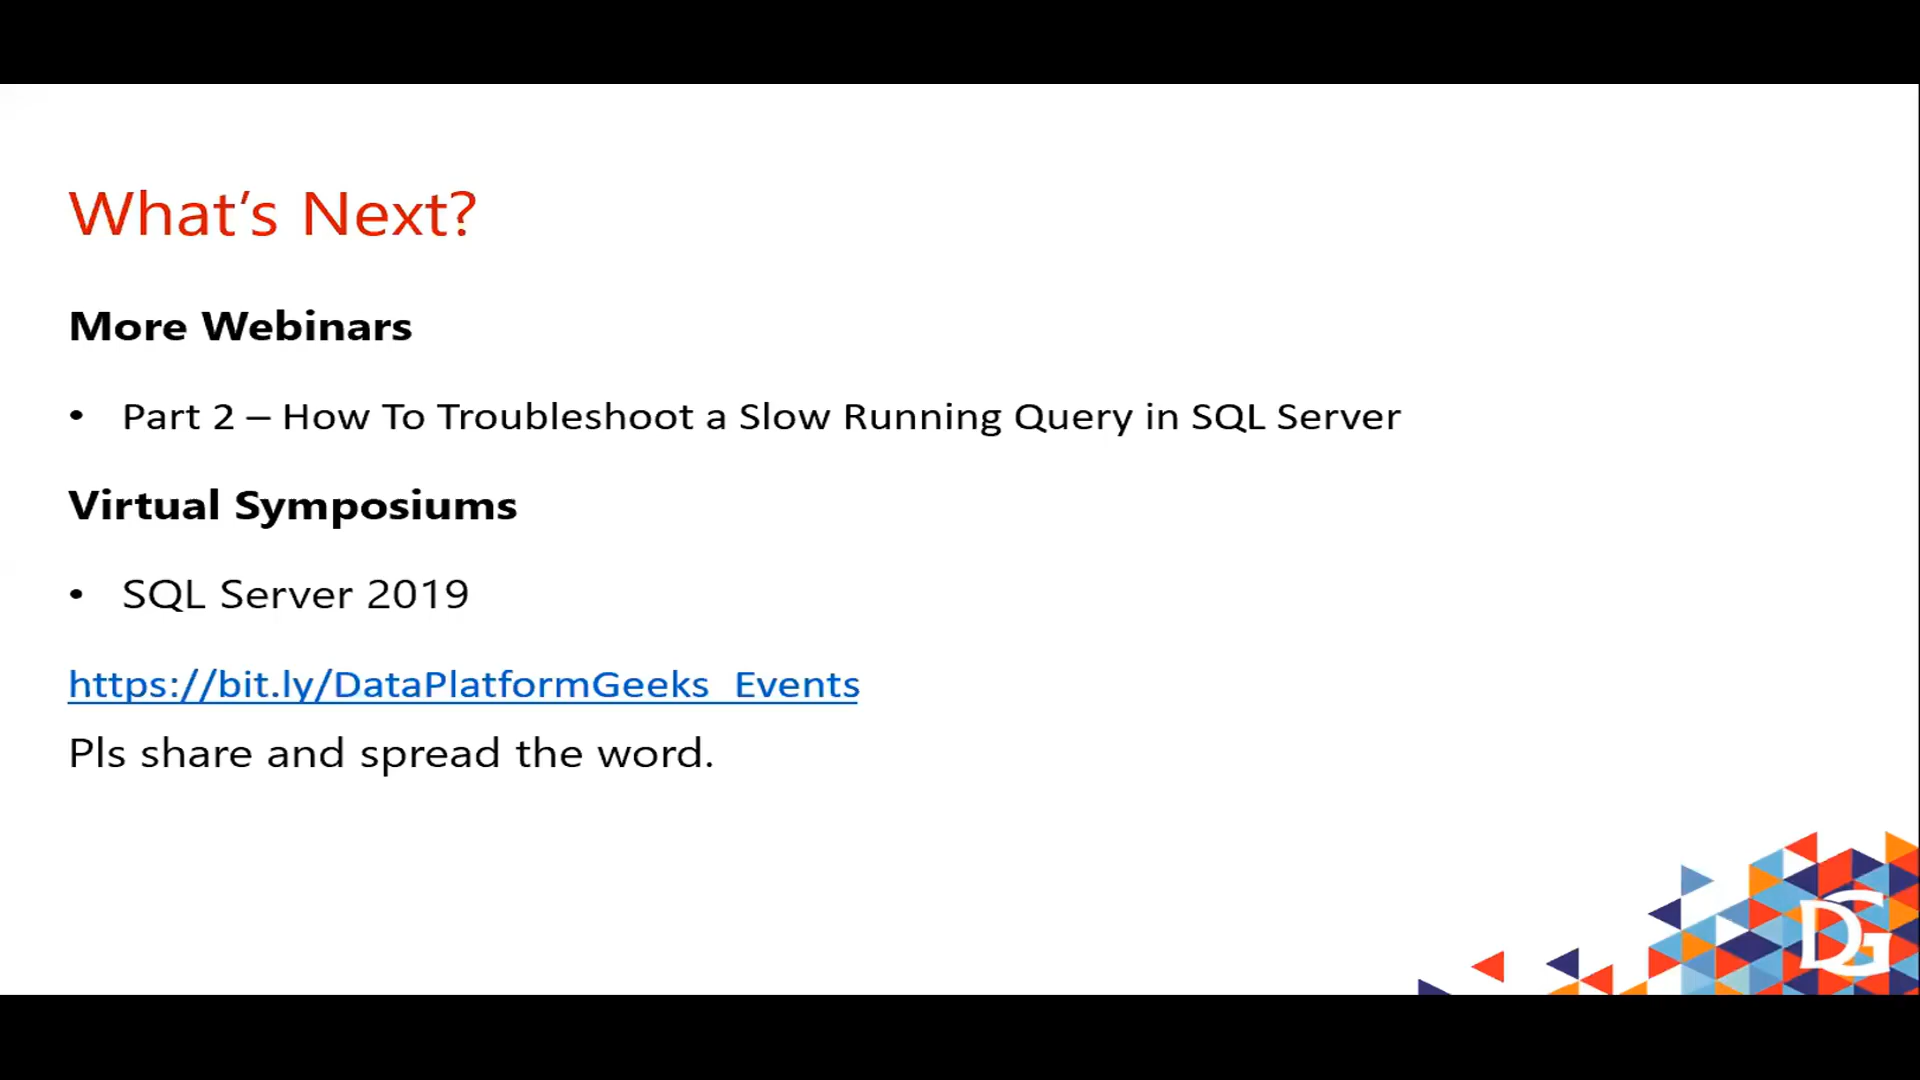 What's Next?
More Webinars
• Part 2 – How To Troubleshoot a Slow Running Query in SQL Server
Virtual Symposiums
• SQL Server 2019
https://bit.ly/DataPlatformGeeks_Events
Pls share and spread the word.
DG